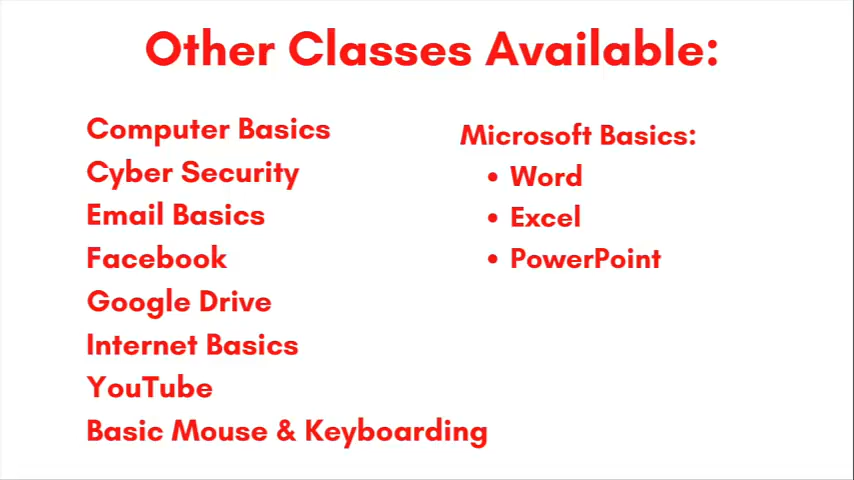 Other Classes Available:
Computer Basics
Cyber Security
Email Basics
Facebook
Google Drive
Internet Basics
YouTube
Basic Mouse & Keyboarding
Microsoft Basics:
• Word
• Excel
• PowerPoint